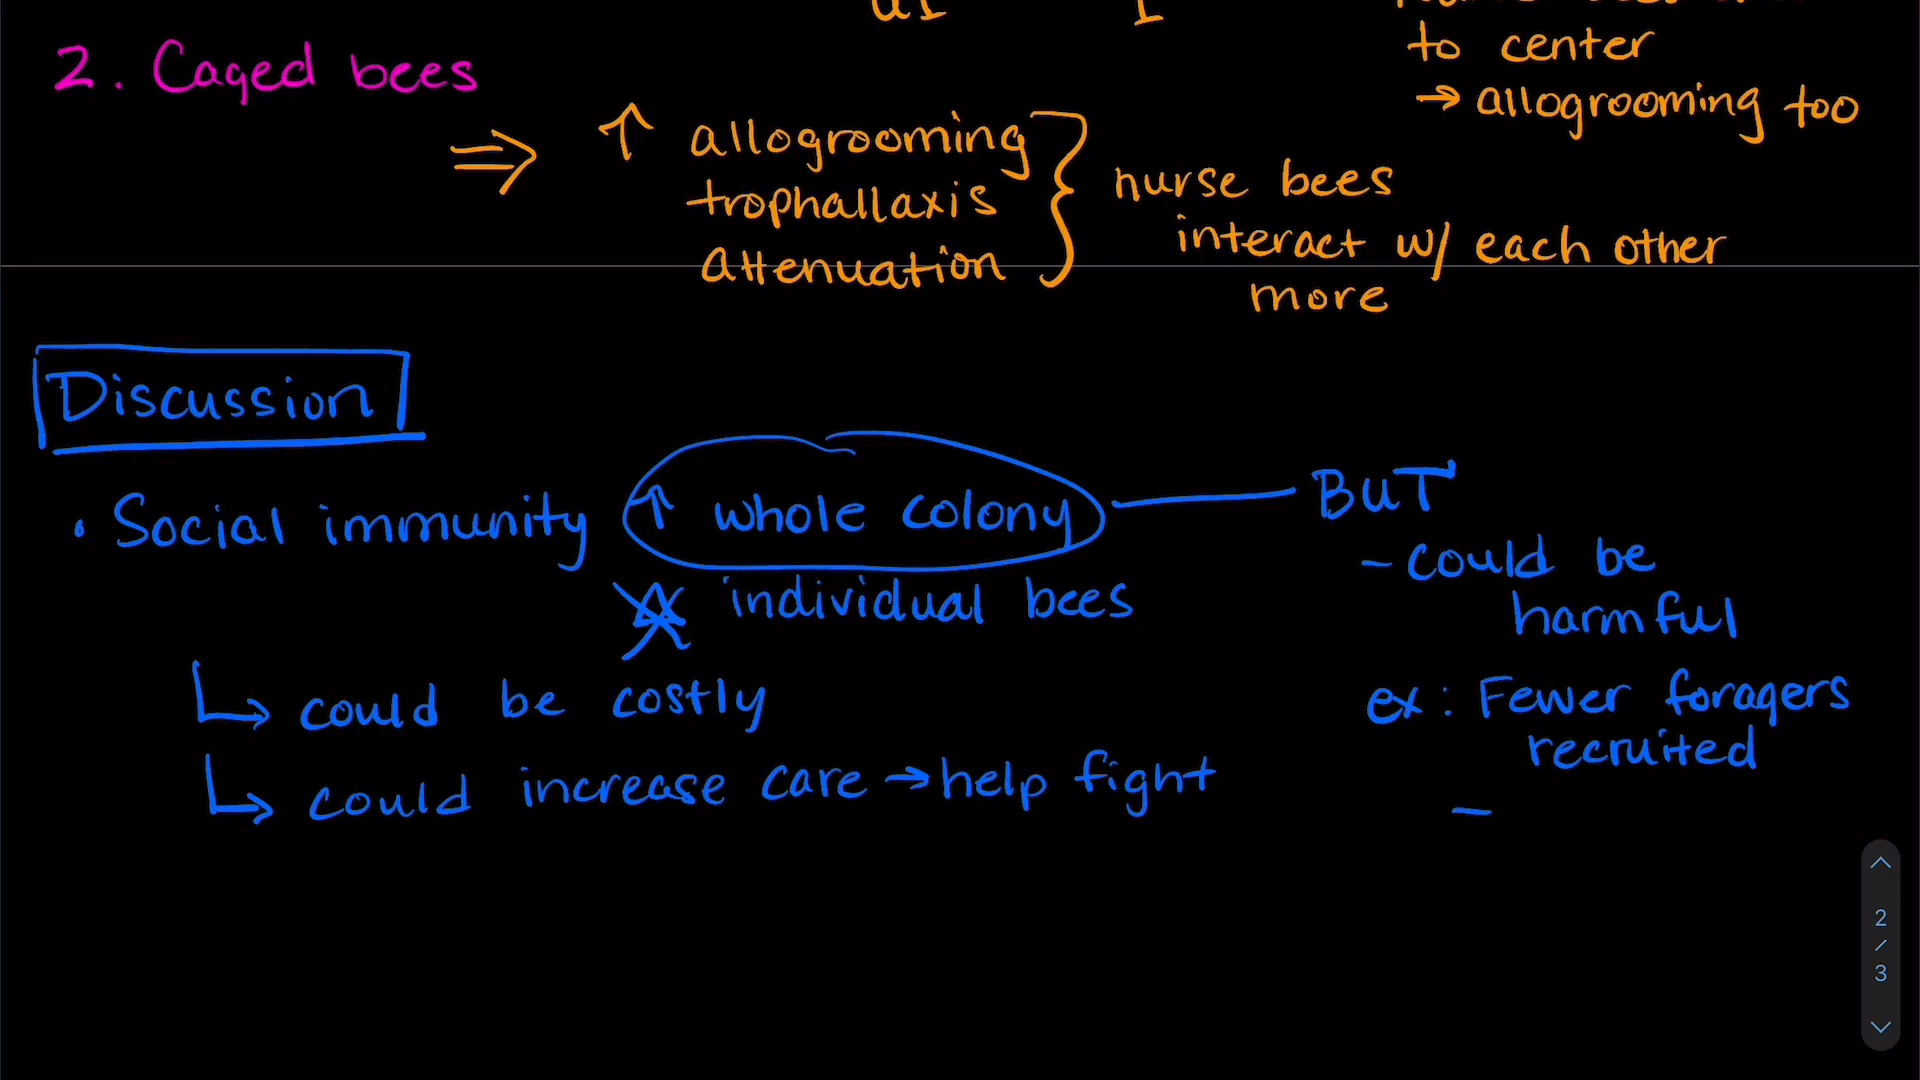 2. Caged bees
to center
→ allogrooming too
⇒ ↑ allogrooming
trophallaxis
attenuation
nurse bees
interact w/ each other
more
Discussion
• Social immunity ↑ whole colony
individual bees
↳ could be costly
↳ could increase care → help fight
BUT
- could be
harmful
ex: Fewer foragers
recruited
-
2
/
3